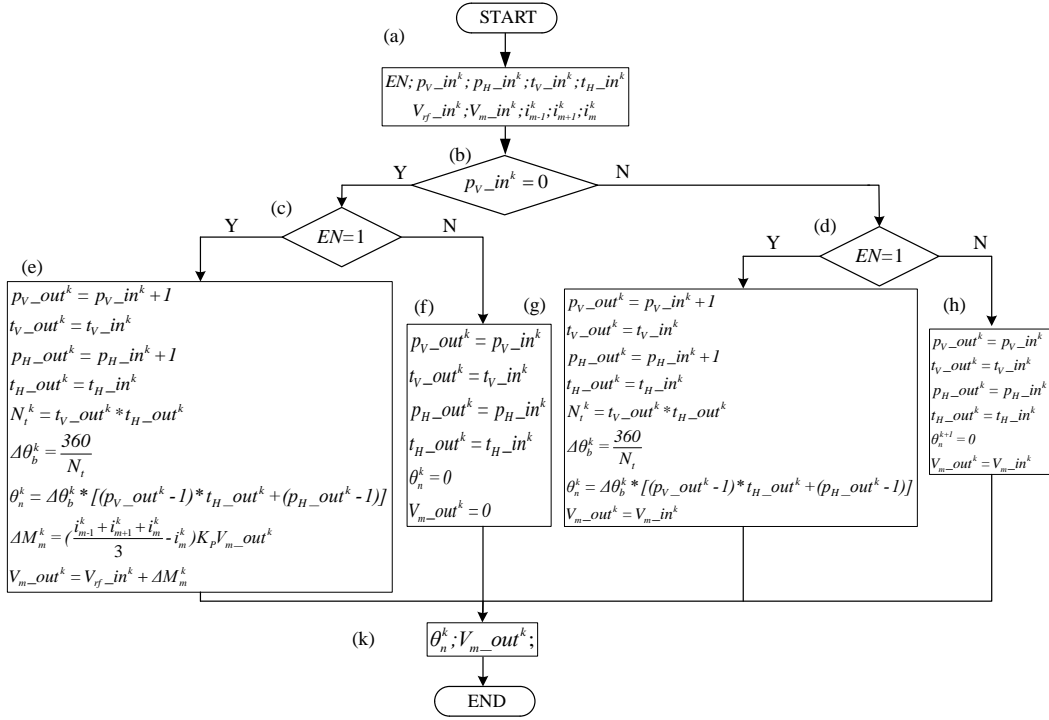 START
(a)
EN; p_V_in^k; p_H_in^k; t_V_in^k; t_H_in^k
V_rf_in^k; V_m_in^k; i_{m-1}^k; i_{m+1}^k; i_m^k
(b)
Y
p_V_in^k = 0
N
(c)
Y
EN=1
N
(d)
Y
EN=1
N
(e)
p_V_out^k = p_V_in^k + 1
t_V_out^k = t_V_in^k
p_H_out^k = p_H_in^k + 1
t_H_out^k = t_H_in^k
N_t^k = t_V_out^k * t_H_out^k
Δθ_b^k = 360 / N_t
θ_n^k = Δθ_b^k * [(p_V_out^k - 1) * t_H_out^k + (p_H_out^k - 1)]
ΔM_m^k = ( (i_{m-1}^k + i_{m+1}^k + i_m^k) / 3 - i_m^k ) K_P V_m_out^k
V_m_out^k = V_rf_in^k + ΔM_m^k
(f)
p_V_out^k = p_V_in^k
t_V_out^k = t_V_in^k
p_H_out^k = p_H_in^k
t_H_out^k = t_H_in^k
θ_n^k = 0
V_m_out^k = 0
(g)
p_V_out^k = p_V_in^k + 1
t_V_out^k = t_V_in^k
p_H_out^k = p_H_in^k + 1
t_H_out^k = t_H_in^k
N_t^k = t_V_out^k * t_H_out^k
Δθ_b^k = 360 / N_t
θ_n^k = Δθ_b^k * [(p_V_out^k - 1) * t_H_out^k + (p_H_out^k - 1)]
V_m_out^k = V_m_in^k
(h)
p_V_out^k = p_V_in^k
t_V_out^k = t_V_in^k
p_H_out^k = p_H_in^k
t_H_out^k = t_H_in^k
θ_n^{k+1} = 0
V_m_out^k = V_m_in^k
(k)
θ_n^k; V_m_out^k;
END